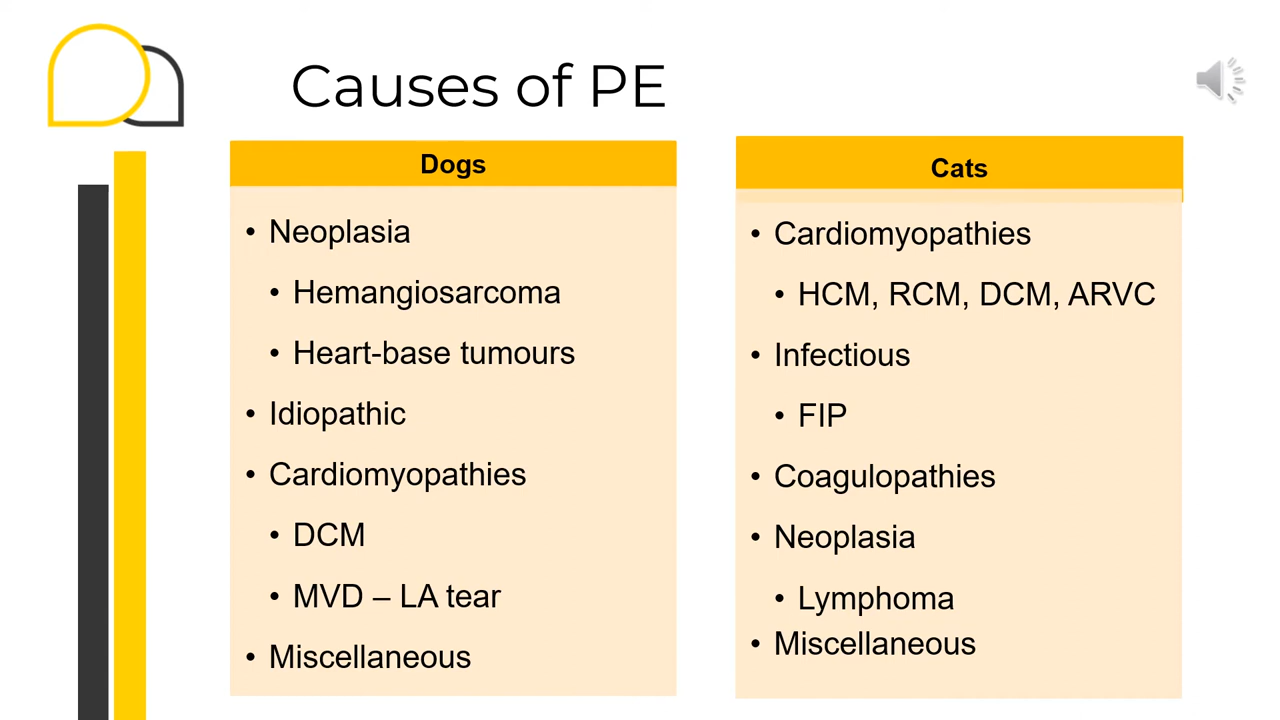 Causes of PE
Dogs
• Neoplasia
• Hemangiosarcoma
• Heart-base tumours
• Idiopathic
• Cardiomyopathies
• DCM
• MVD – LA tear
• Miscellaneous
Cats
• Cardiomyopathies
• HCM, RCM, DCM, ARVC
• Infectious
• FIP
• Coagulopathies
• Neoplasia
• Lymphoma
• Miscellaneous